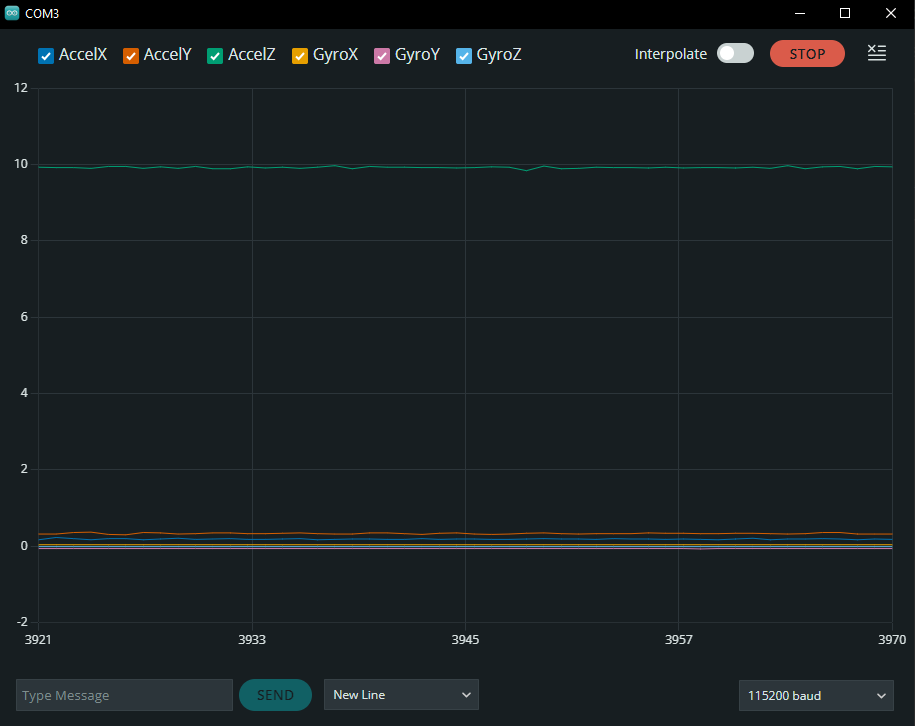 COM3
AccelX AccelY AccelZ GyroX GyroY GyroZ Interpolate STOP
12
10
8
6
4
2
0
-2
3921 3933 3945 3957 3970
Type Message SEND New Line 115200 baud